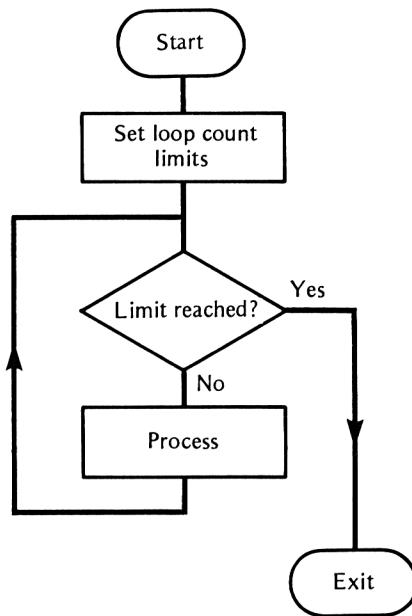 Start
Set loop count
limits
Limit reached?
Yes
No
Process
Exit